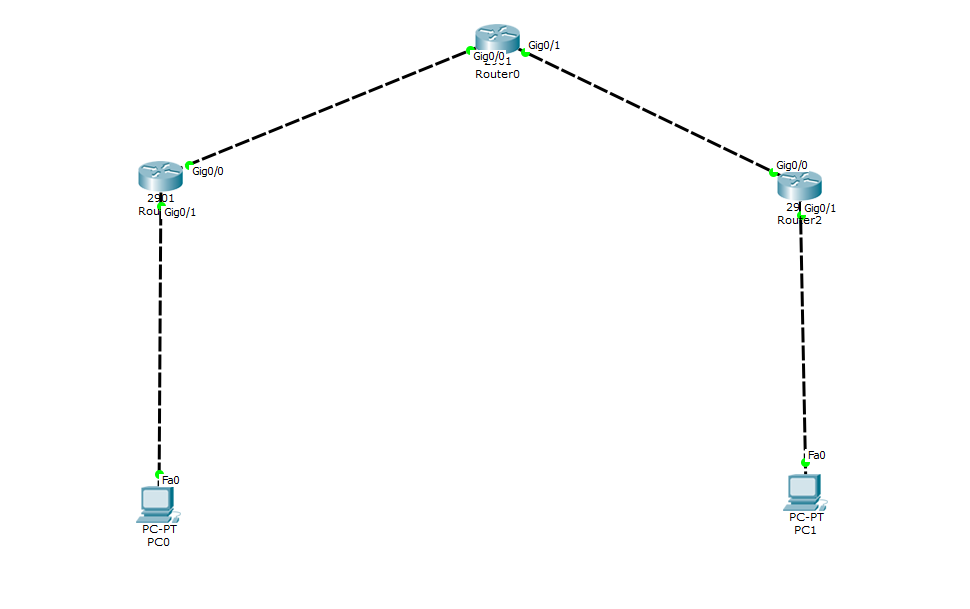 Gig0/1
Gig0/0
2901
Router0
Gig0/0
2901
Rou
Gig0/1
Gig0/0
29
Gig0/1
Router2
Fa0
PC-PT
PC0
Fa0
PC-PT
PC1